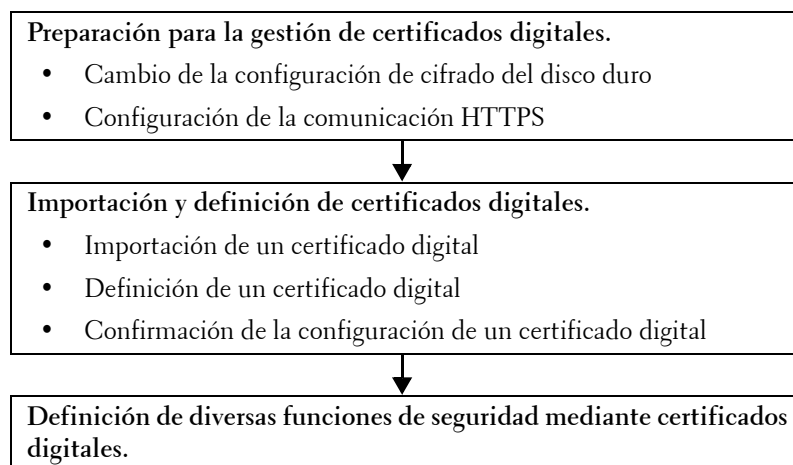 Preparación para la gestión de certificados digitales.
• Cambio de la configuración de cifrado del disco duro
• Configuración de la comunicación HTTPS
Importación y definición de certificados digitales.
• Importación de un certificado digital
• Definición de un certificado digital
• Confirmación de la configuración de un certificado digital
Definición de diversas funciones de seguridad mediante certificados
digitales.